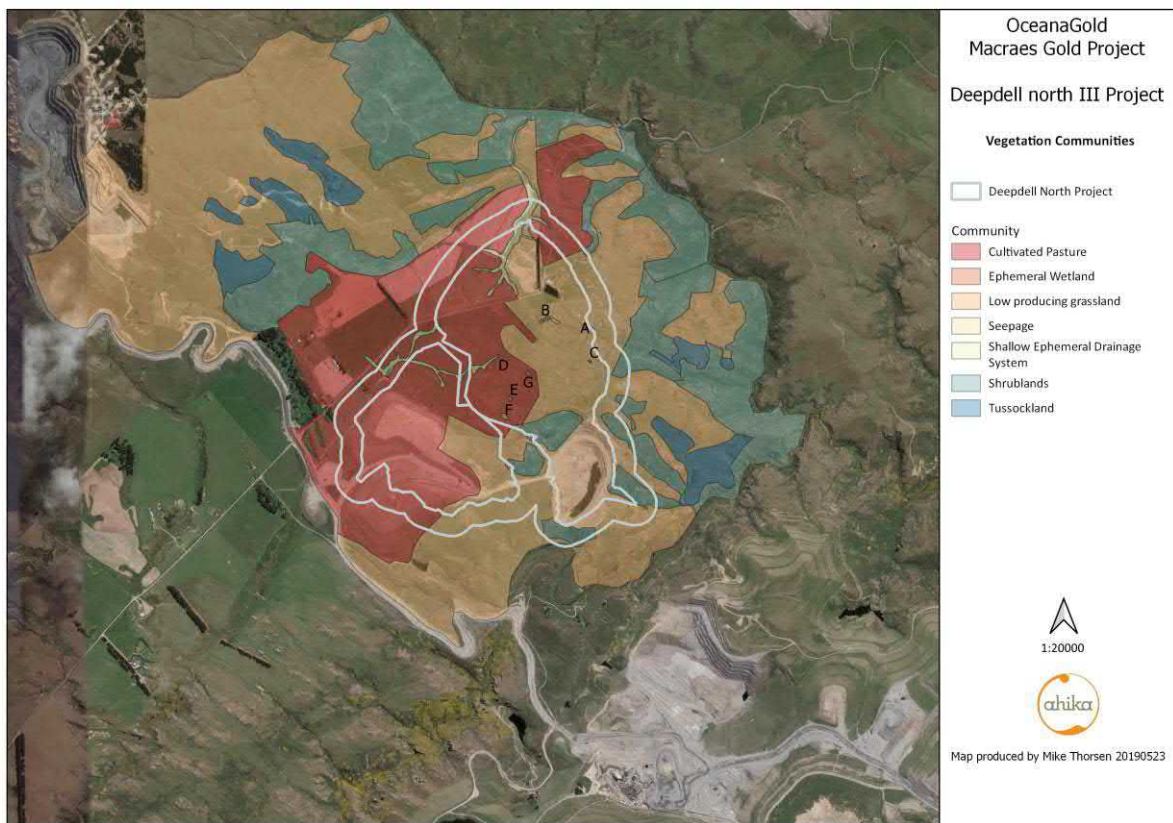 OceanaGold
Macraes Gold Project
Deepdell north III Project
Vegetation Communities
Deepdell North Project
Community
Cultivated Pasture
Ephemeral Wetland
Low producing grassland
Seepage
Shallow Ephemeral Drainage
System
Shrublands
Tussockland
B
A
C
D
G
E
F
1:20000
ahika
Map produced by Mike Thorsen 20190523